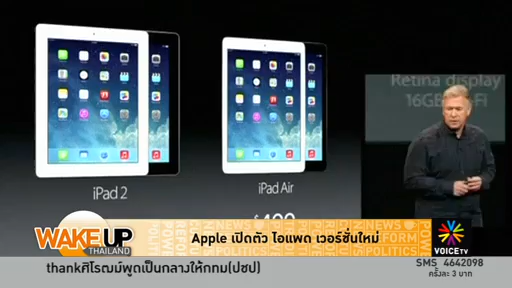 Retina display
16GB
Fi
iPad 2
iPad Air
WAKE UP
THAILAND
Apple เปิดตัว ไอแพด เวอร์ชั่นใหม่
VOICETV
thankศิโรฒม์พูดเป็นกลางให้กทม(ปชป)
SMS 4642098
ครั้งละ 3 บาท